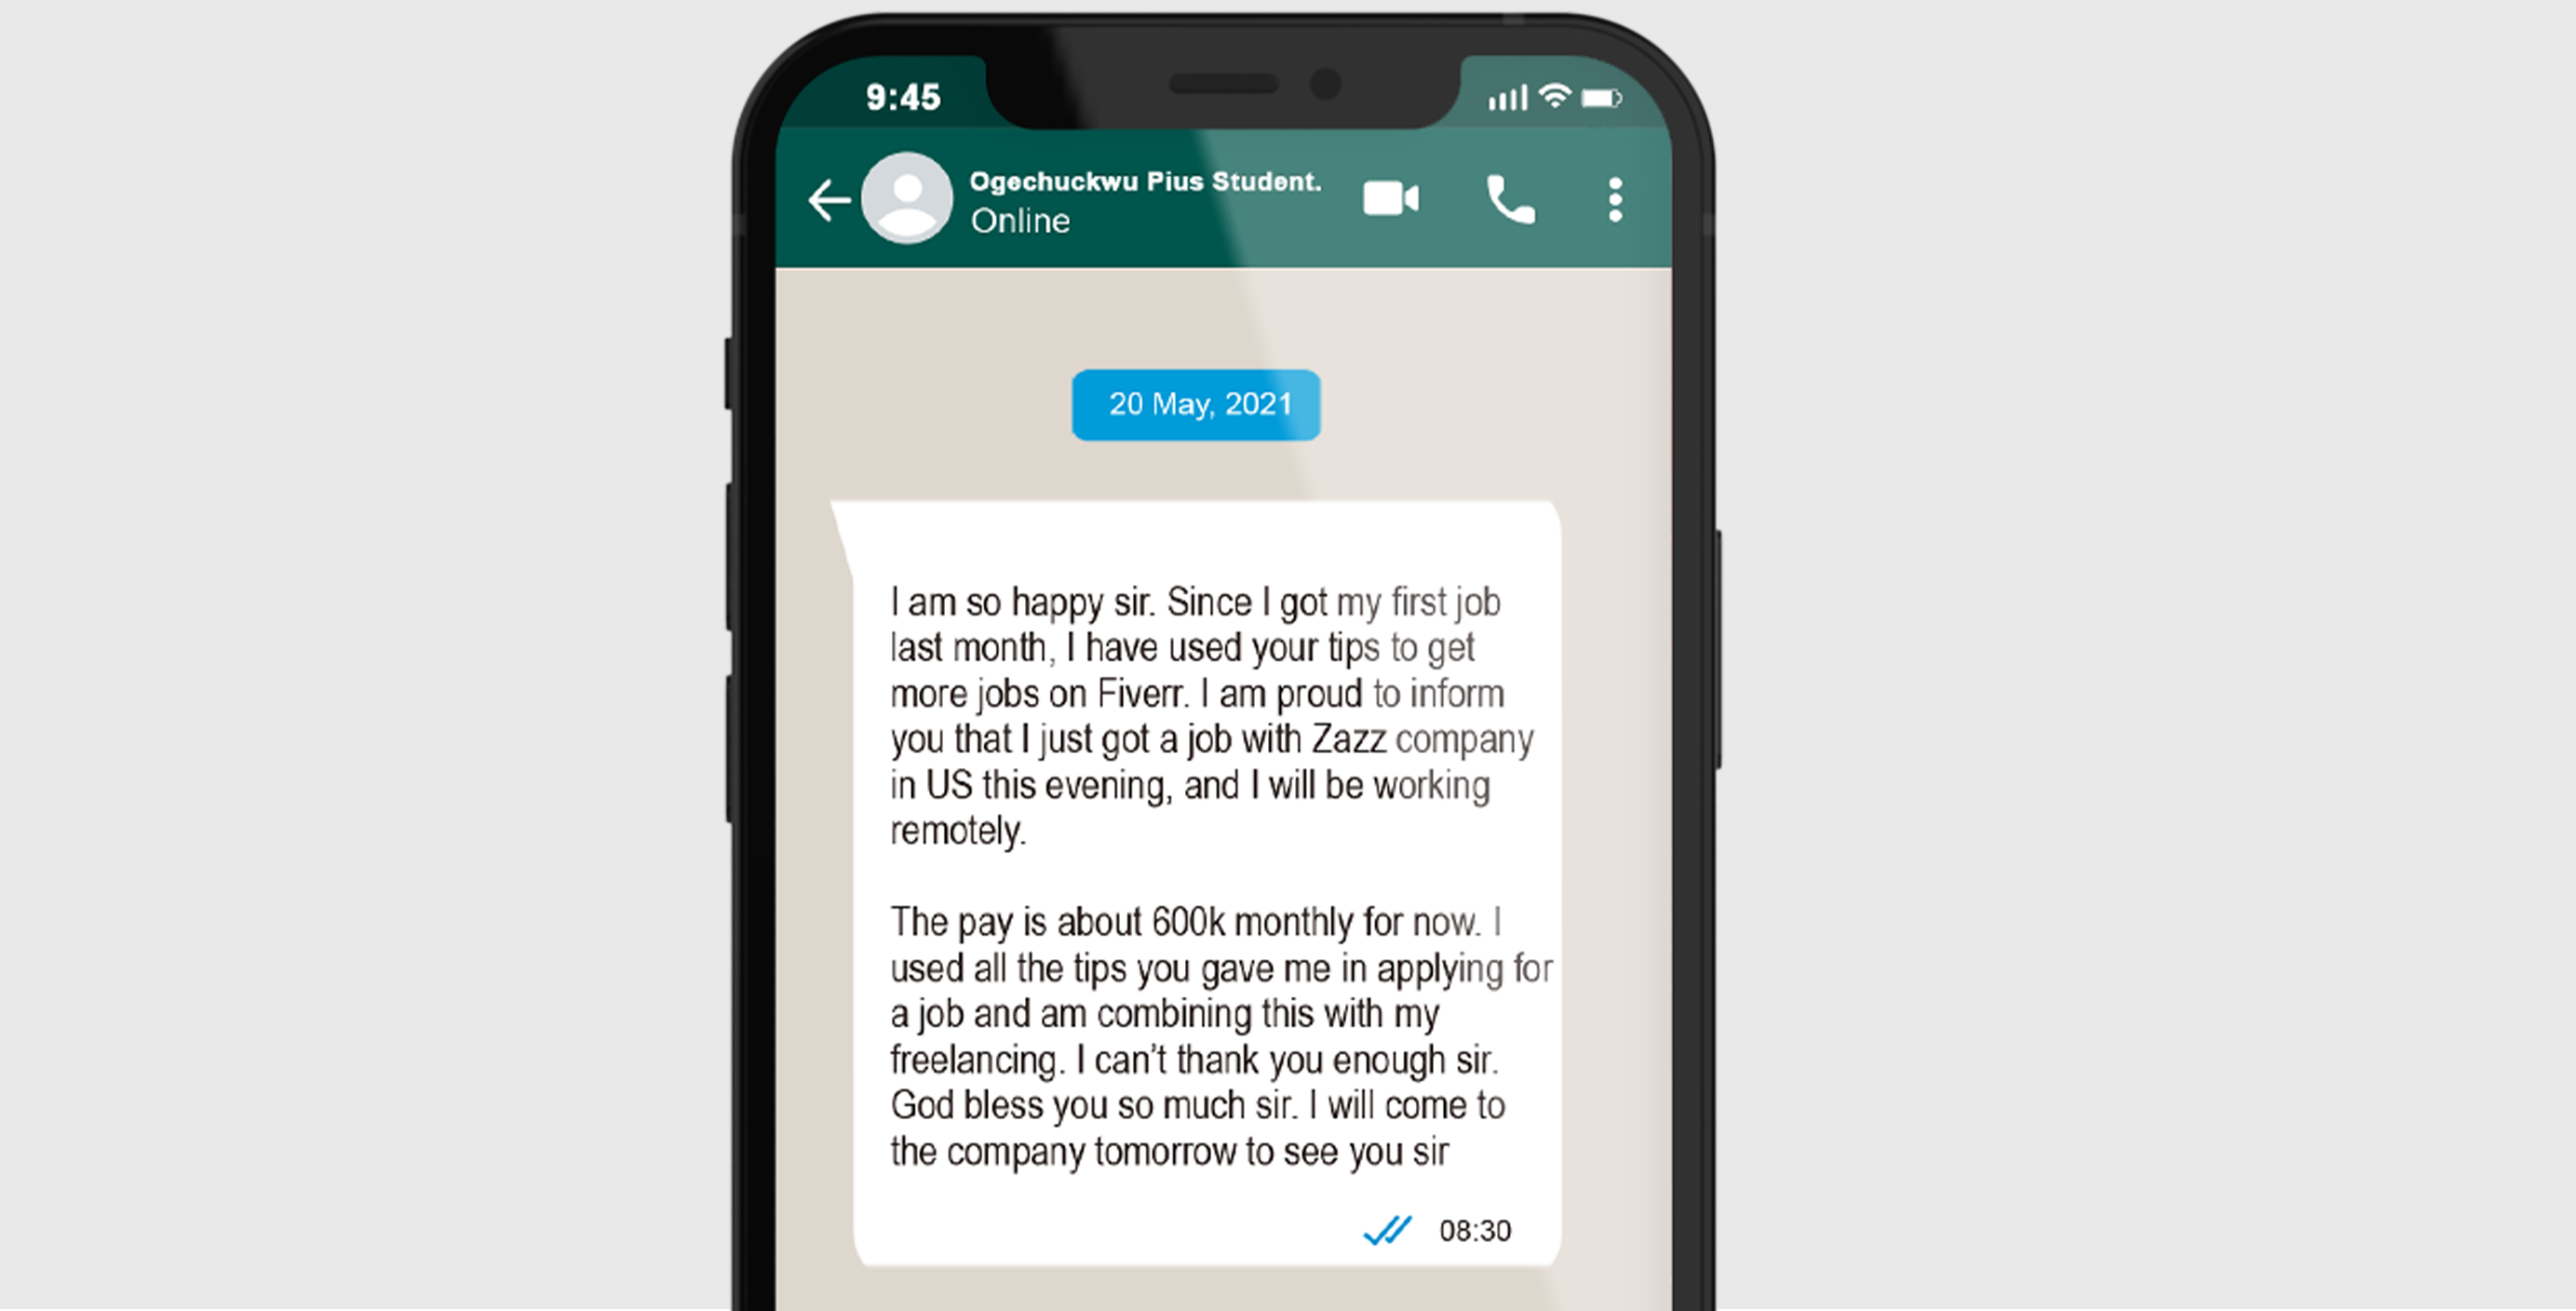 9:45
Ogechuckwu Pius Student.
Online
20 May, 2021
I am so happy sir. Since I got my first job
last month, I have used your tips to get
more jobs on Fiverr. I am proud to inform
you that I just got a job with Zazz company
in US this evening, and I will be working
remotely.
The pay is about 600k monthly for now. I
used all the tips you gave me in applying for
a job and am combining this with my
freelancing. I can’t thank you enough sir.
God bless you so much sir. I will come to
the company tomorrow to see you sir
08:30